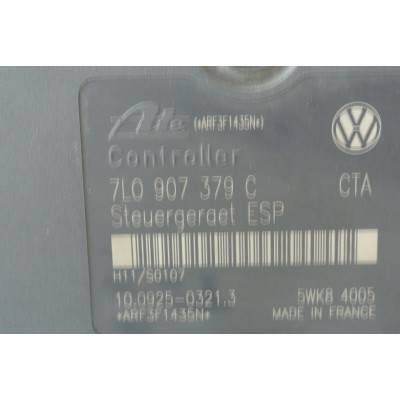 Ate (*ARF3F1435N*)
Controller
7L0 907 379 C CTA
Steuergeraet ESP
H11/S0107
10.0925-0321.3 5WK8 4005
*ARF3F1435N* MADE IN FRANCE